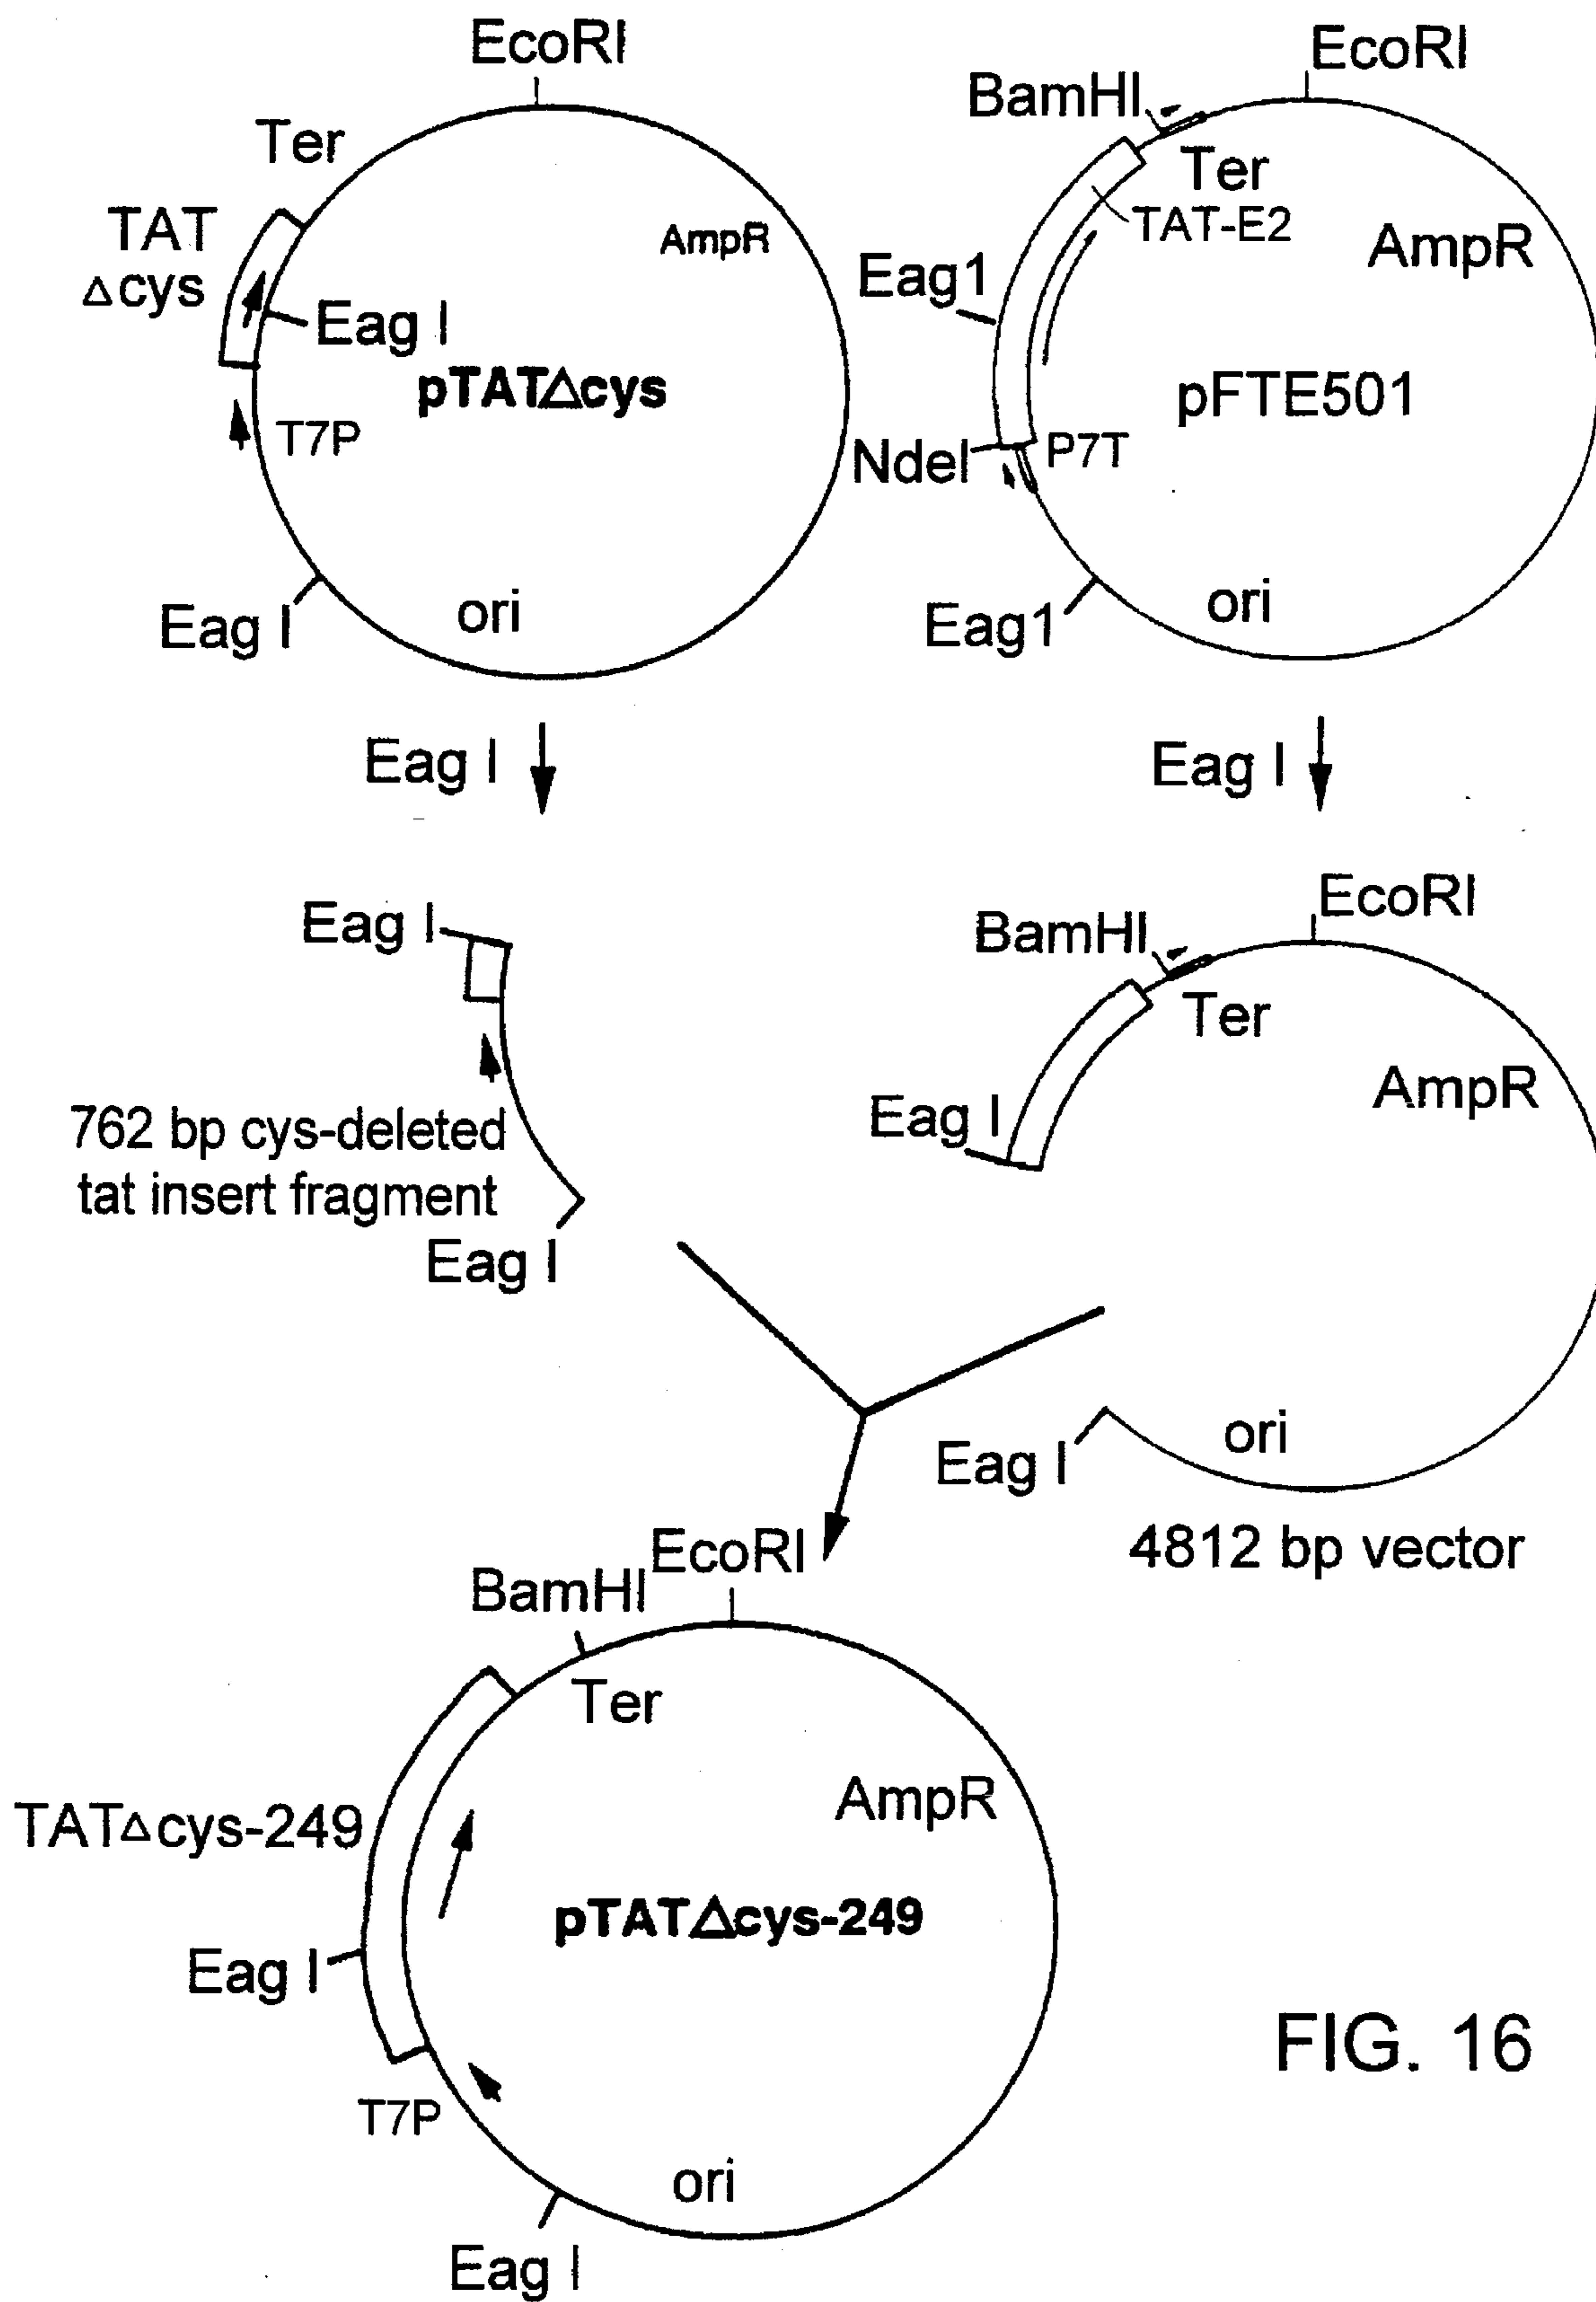 EcoRI
Ter
TAT
Δcys
AmpR
Eag I
pTATΔcys
T7P
Eag I
ori
EcoRI
BamHI
Ter
TAT-E2
AmpR
Eag1
pFTE501
NdeI
P7T
Eag1
ori
Eag I
Eag I
Eag I
762 bp cys-deleted
tat insert fragment
Eag I
EcoRI
BamHI
Ter
AmpR
Eag I
Eag I
ori
4812 bp vector
EcoRI
BamHI
Ter
AmpR
TATΔcys-249
pTATΔcys-249
Eag I
T7P
ori
Eag I
FIG. 16